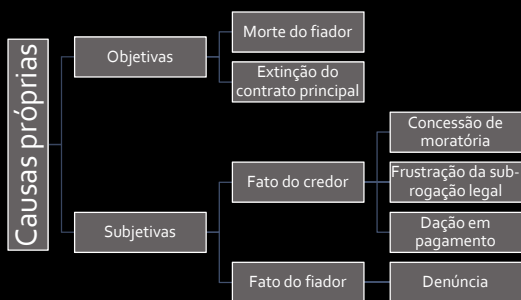 Causas próprias
Objetivas
Morte do fiador
Extinção do
contrato principal
Subjetivas
Fato do credor
Concessão de
moratória
Frustração da sub-
rogação legal
Dação em
pagamento
Fato do fiador
Denúncia